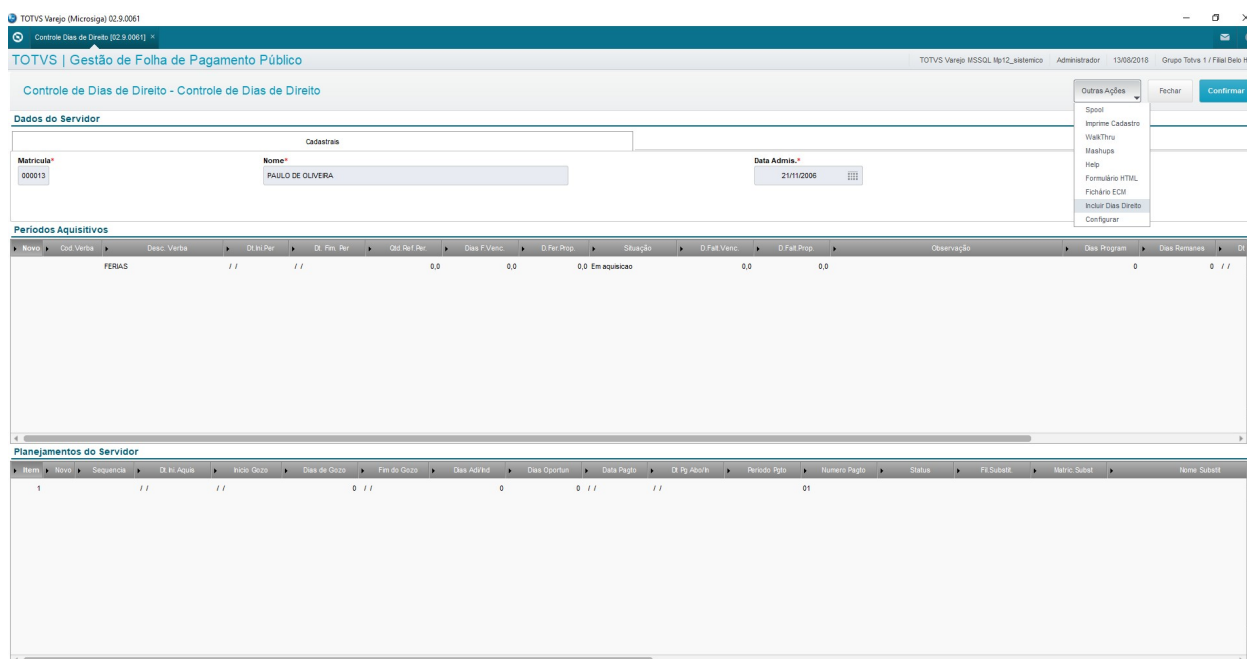 TOTVS Varejo (Microsiga) 02.9.0061
Controle Dias de Direito [02.9.0061] ×
TOTVS | Gestão de Folha de Pagamento Público
TOTVS Varejo MSSQL Mp12_sistemico Administrador 13/08/2018 Grupo Totvs 1 / Filial Belo H
Controle de Dias de Direito - Controle de Dias de Direito
Outras Ações Fechar Confirmar
Spool
Imprime Cadastro
WalkThru
Mashups
Help
Formulário HTML
Fichário ECM
Incluir Dias Direito
Configurar
Dados do Servidor
Cadastrais
Matricula* Nome* Data Admis.*
000013 PAULO DE OLIVEIRA 21/11/2006
Períodos Aquisitivos
Novo Cod. Verba Desc. Verba Dt.Ini.Per Dt. Fim. Per Qtd.Ref.Per. Dias F.Venc. D.Fer.Prop. Situação D.Falt.Venc. D.Falt.Prop. Observação Dias Program Dias Remanes Dt
FERIAS / / / / 0,0 0,0 0,0 Em aquisicao 0,0 0,0 0 0 / /
Planejamentos do Servidor
Item Novo Sequencia Dt.Ini.Aquis Inicio Gozo Dias de Gozo Fim do Gozo Dias Adi/Ind Dias Oportun Data Pagto Dt Pg Abo/In Periodo Pgto Numero Pagto Status Fil.Substit. Matric.Subst Nome Substit
1 / / / / 0 / / 0 0 / / / / 01